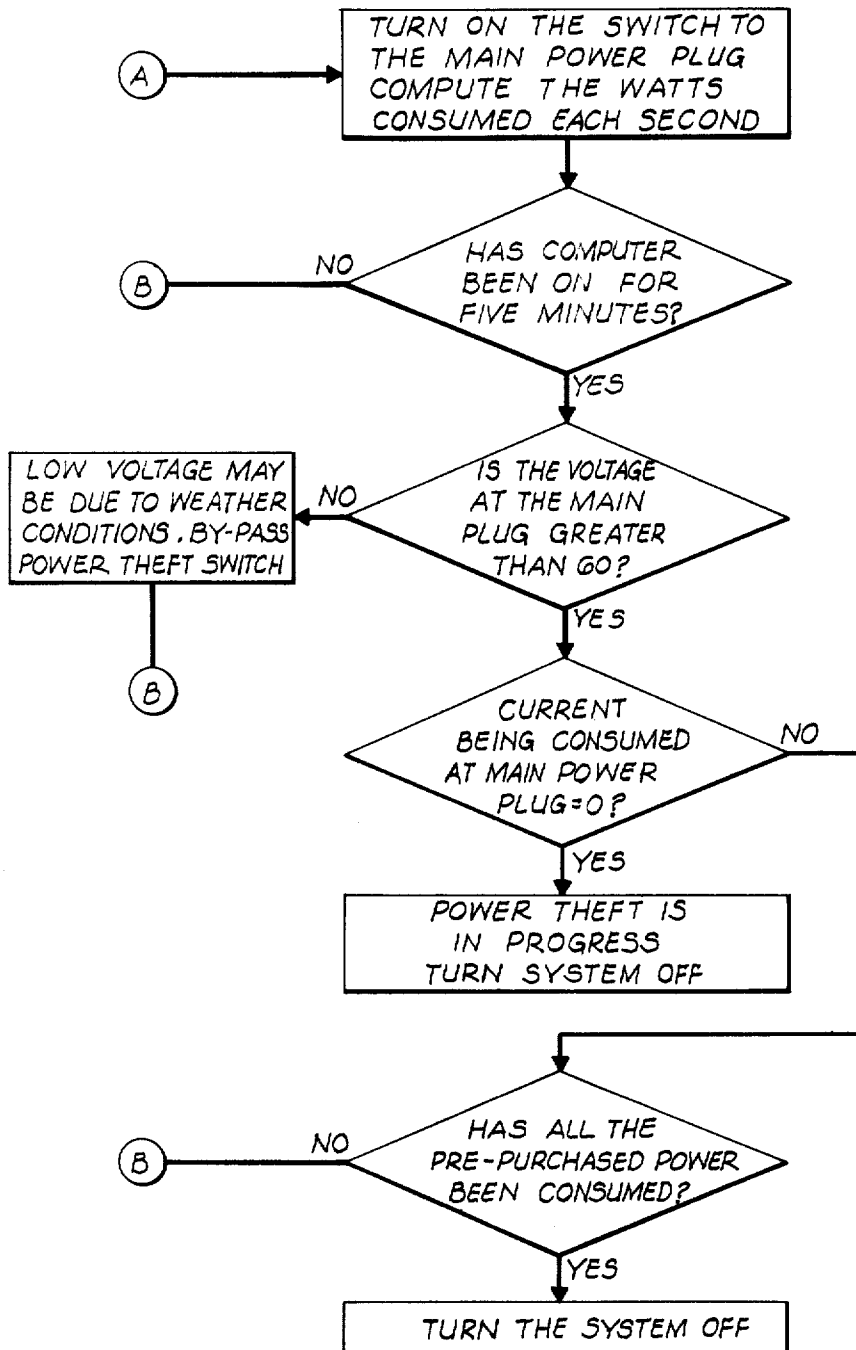 TURN ON THE SWITCH TO
THE MAIN POWER PLUG
COMPUTE THE WATTS
CONSUMED EACH SECOND
A
HAS COMPUTER
BEEN ON FOR
FIVE MINUTES?
NO
B
YES
IS THE VOLTAGE
AT THE MAIN
PLUG GREATER
THAN 60?
NO
LOW VOLTAGE MAY
BE DUE TO WEATHER
CONDITIONS. BY-PASS
POWER THEFT SWITCH
B
YES
CURRENT
BEING CONSUMED
AT MAIN POWER
PLUG=0?
NO
YES
POWER THEFT IS
IN PROGRESS
TURN SYSTEM OFF
HAS ALL THE
PRE-PURCHASED POWER
BEEN CONSUMED?
NO
B
YES
TURN THE SYSTEM OFF